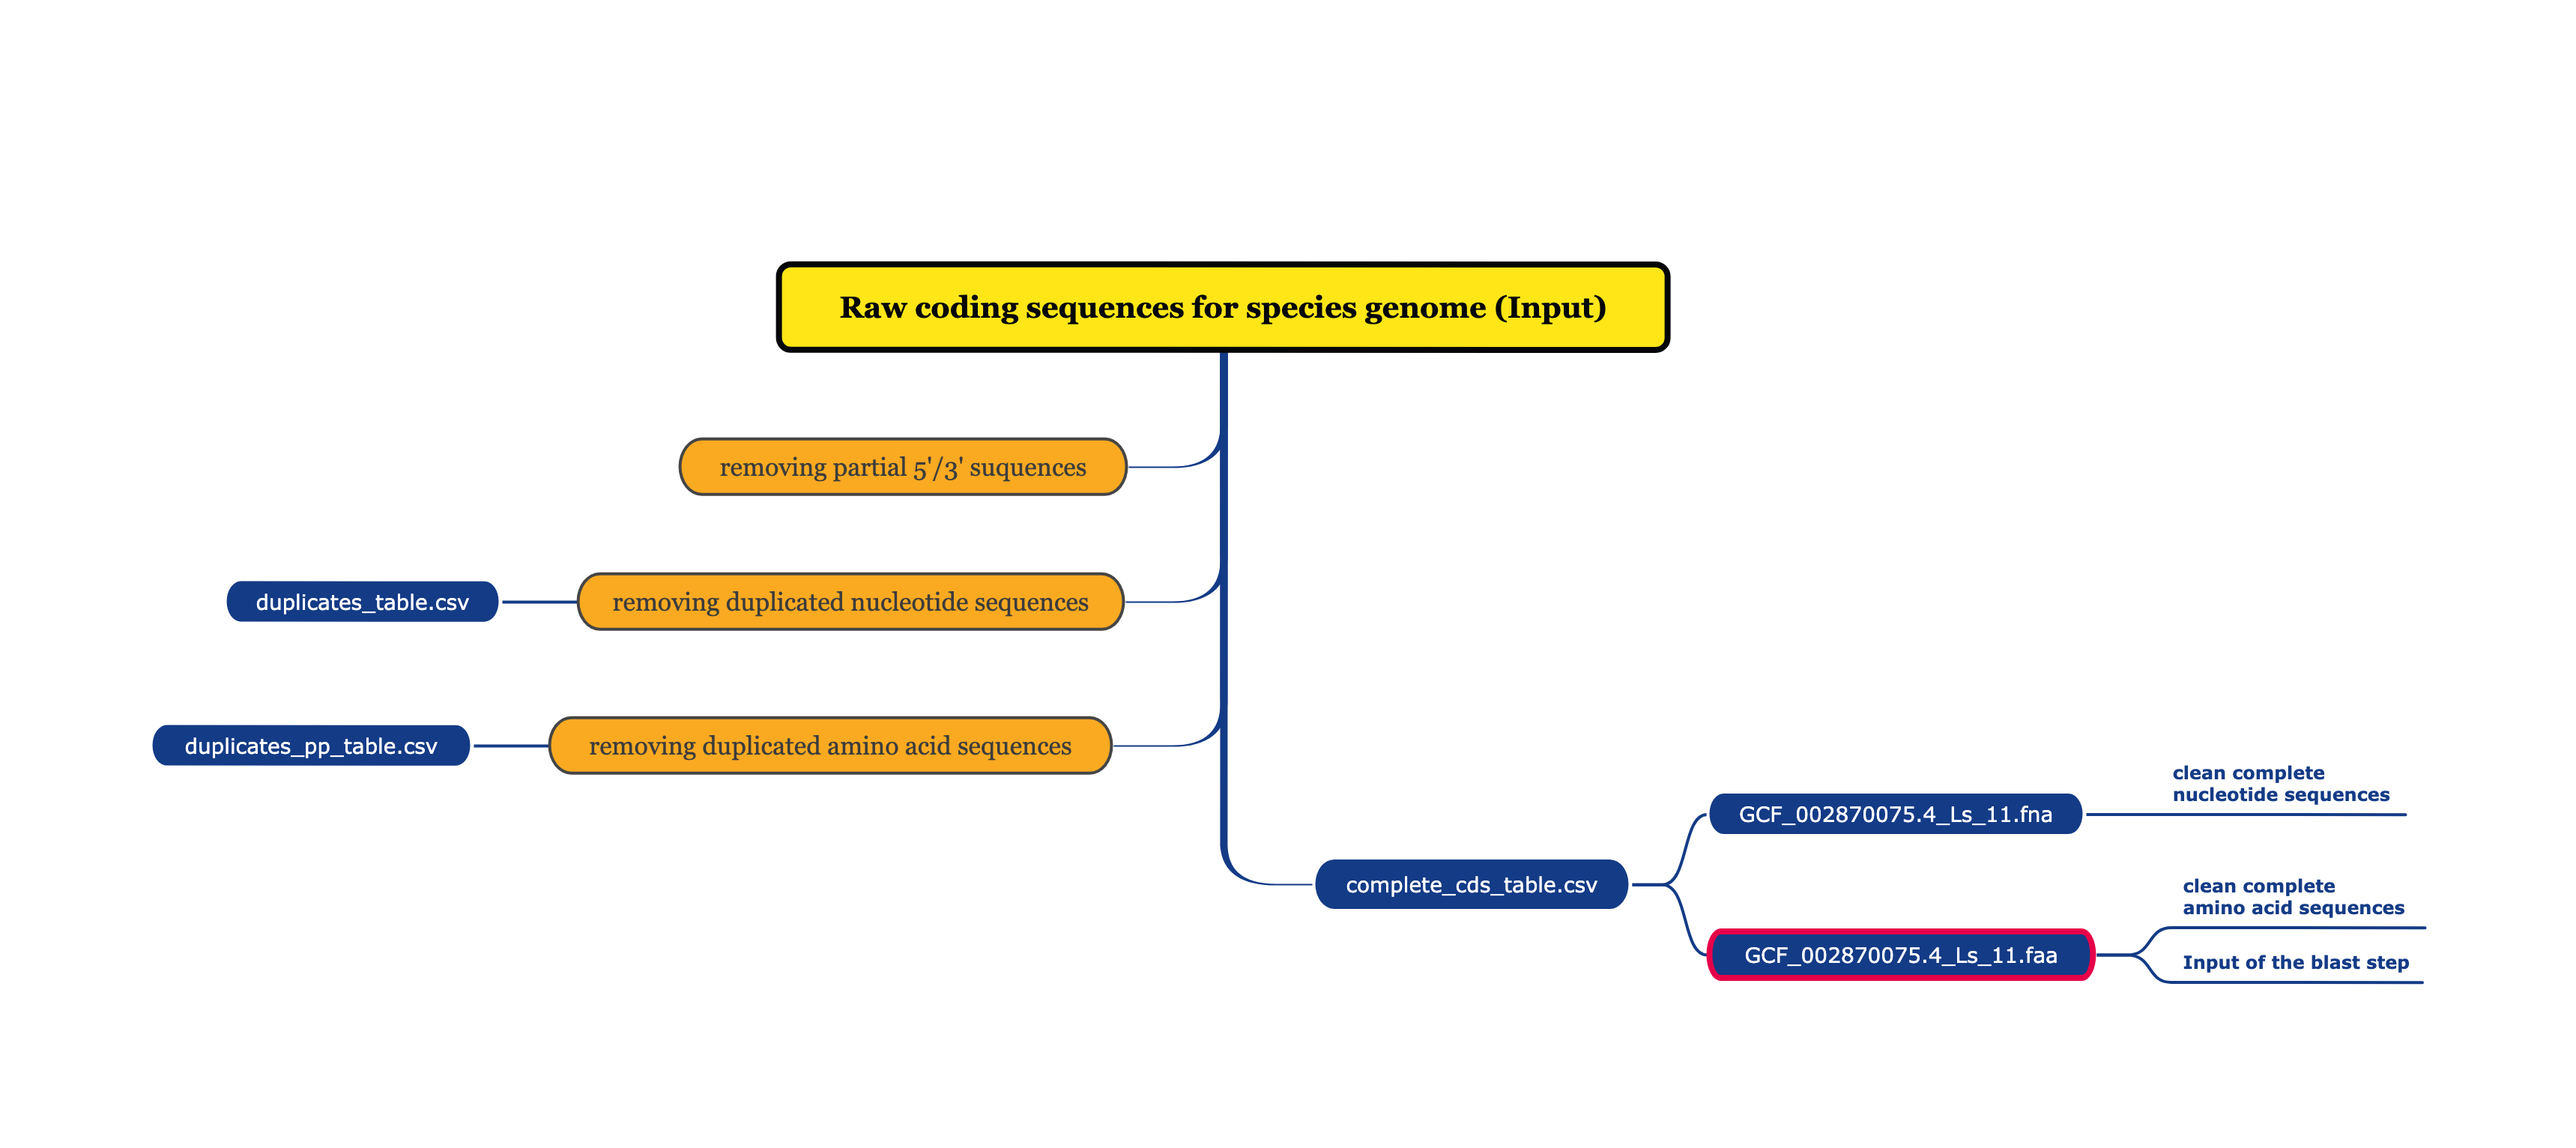 Raw coding sequences for species genome (Input)
removing partial 5'/3' suquences
duplicates_table.csv
removing duplicated nucleotide sequences
duplicates_pp_table.csv
removing duplicated amino acid sequences
complete_cds_table.csv
GCF_002870075.4_Ls_11.fna
clean complete
nucleotide sequences
GCF_002870075.4_Ls_11.faa
clean complete
amino acid sequences
Input of the blast step